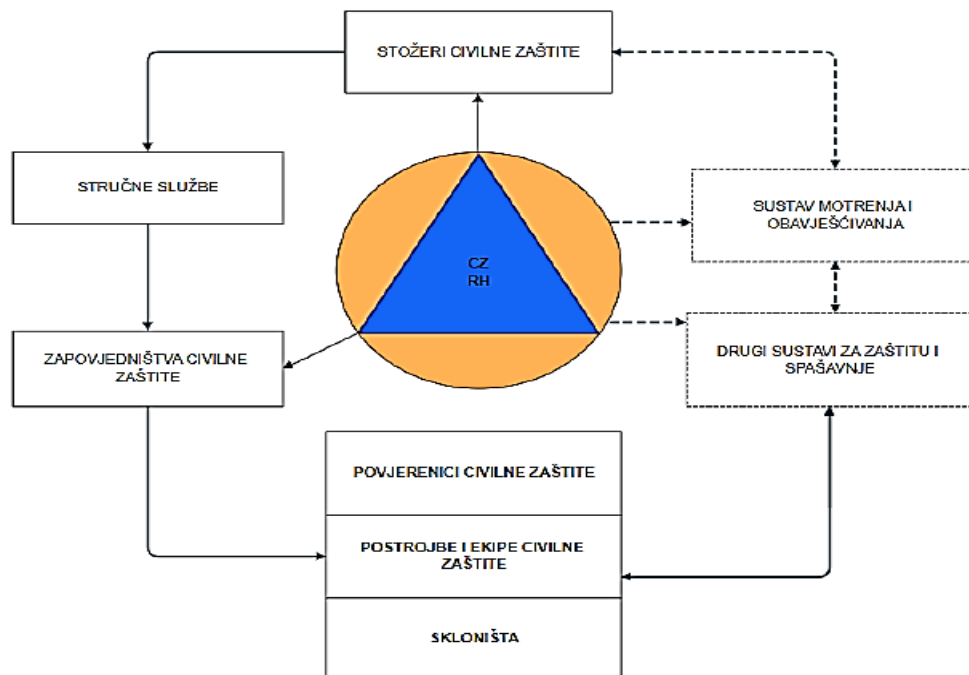 STOŽERI CIVILNE ZAŠTITE
STRUČNE SLUŽBE
SUSTAV MOTRENJA I
OBAVJEŠĆIVANJA
CZ
RH
ZAPOVJEDNIŠTVA CIVILNE
ZAŠTITE
DRUGI SUSTAVI ZA ZAŠTITU I
SPAŠAVNJE
POVJERENICI CIVILNE ZAŠTITE
POSTROJBE I EKIPE CIVILNE
ZAŠTITE
SKLONIŠTA